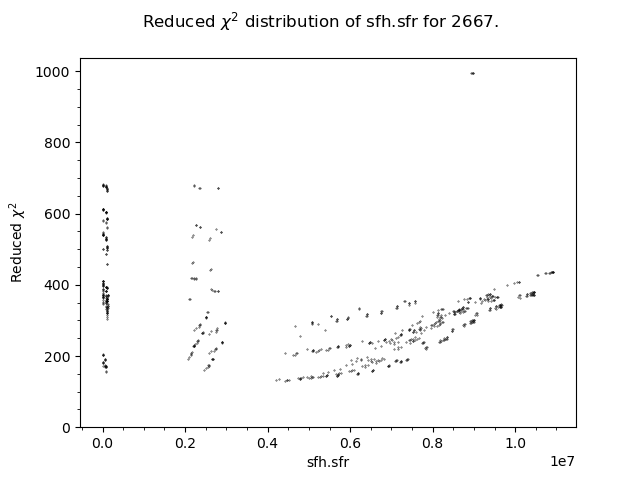 Reduced χ² distribution of sfh.sfr for 2667.
1000
800
600
400
200
0
Reduced χ²
0.0 0.2 0.4 0.6 0.8 1.0
1e7
sfh.sfr